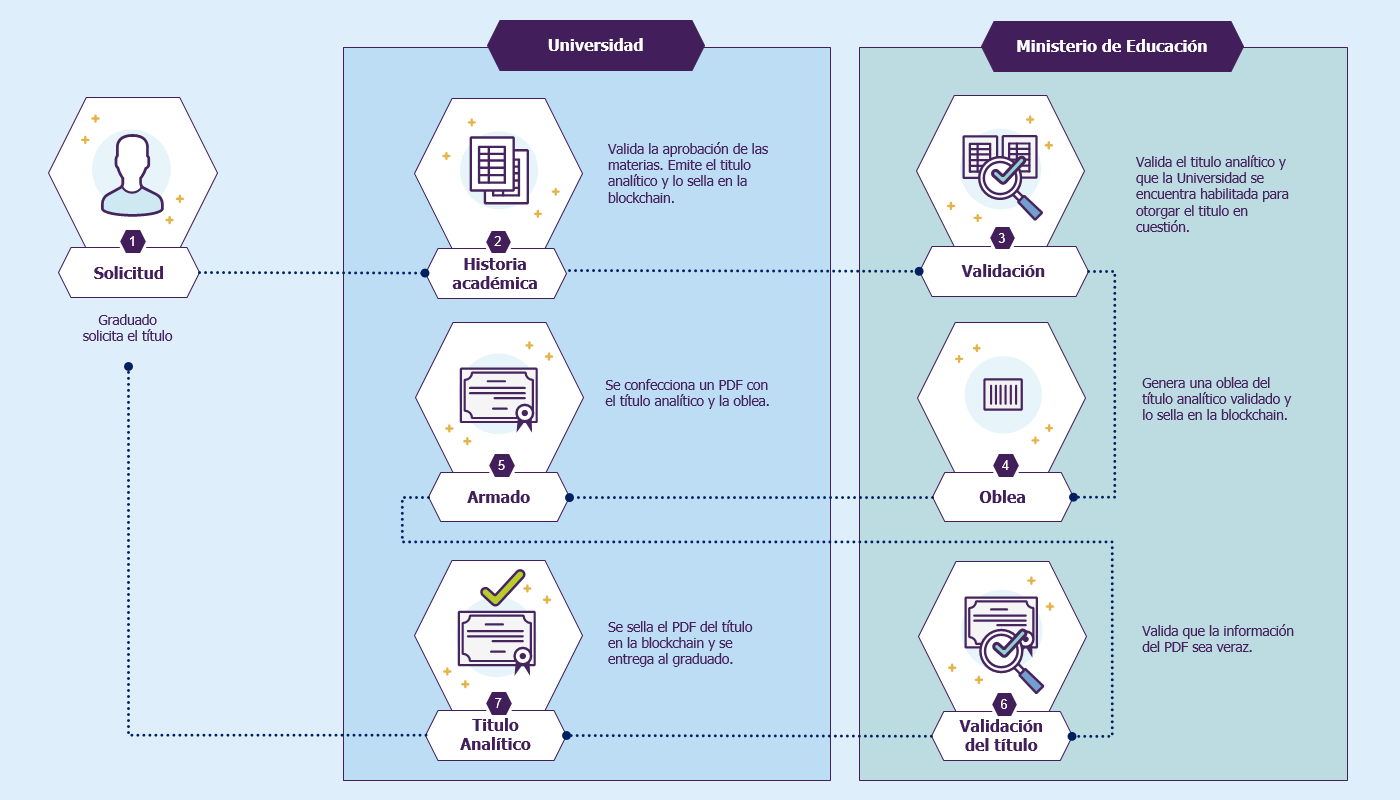 Universidad
Ministerio de Educación
1
Solicitud
Graduado
solicita el título
2
Historia
académica
Valida la aprobación de las
materias. Emite el titulo
analítico y lo sella en la
blockchain.
3
Validación
Valida el titulo analítico y
que la Universidad se
encuentra habilitada para
otorgar el titulo en
cuestión.
4
Oblea
Genera una oblea del
título analítico validado y
lo sella en la blockchain.
5
Armado
Se confecciona un PDF con
el título analítico y la oblea.
6
Validación
del título
Valida que la información
del PDF sea veraz.
7
Titulo
Analítico
Se sella el PDF del título
en la blockchain y se
entrega al graduado.